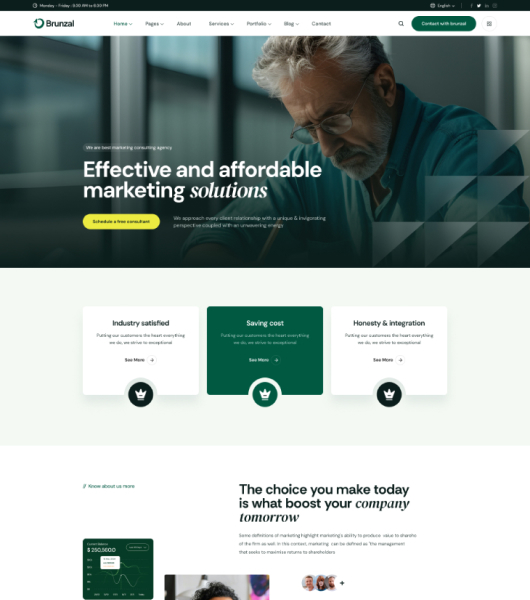 Monday - Friday : 8:30 AM to 8:30 PM
English
Brunzal
Home
Pages
About
Services
Portfolio
Blog
Contact
Contact with brunzal
We are best marketing consulting agency
Effective and affordable
marketing solutions
Schedule a free consultant
We approach every client relationship with a unique & invigorating
perspective coupled with an unwavering energy
Industry satisfied
Putting our customers the heart everything
we do, we strive to exceptional
See More
Saving cost
Putting our customers the heart everything
we do, we strive to exceptional
See More
Honesty & integration
Putting our customers the heart everything
we do, we strive to exceptional
See More
Know about us more
The choice you make today
is what boost your company
tomorrow
Some definitions of marketing highlight marketing's ability to produce value to shareho
of the firm as well. In this context, marketing can be defined as "the management
that seeks to maximise returns to shareholders
$ 250,560.0